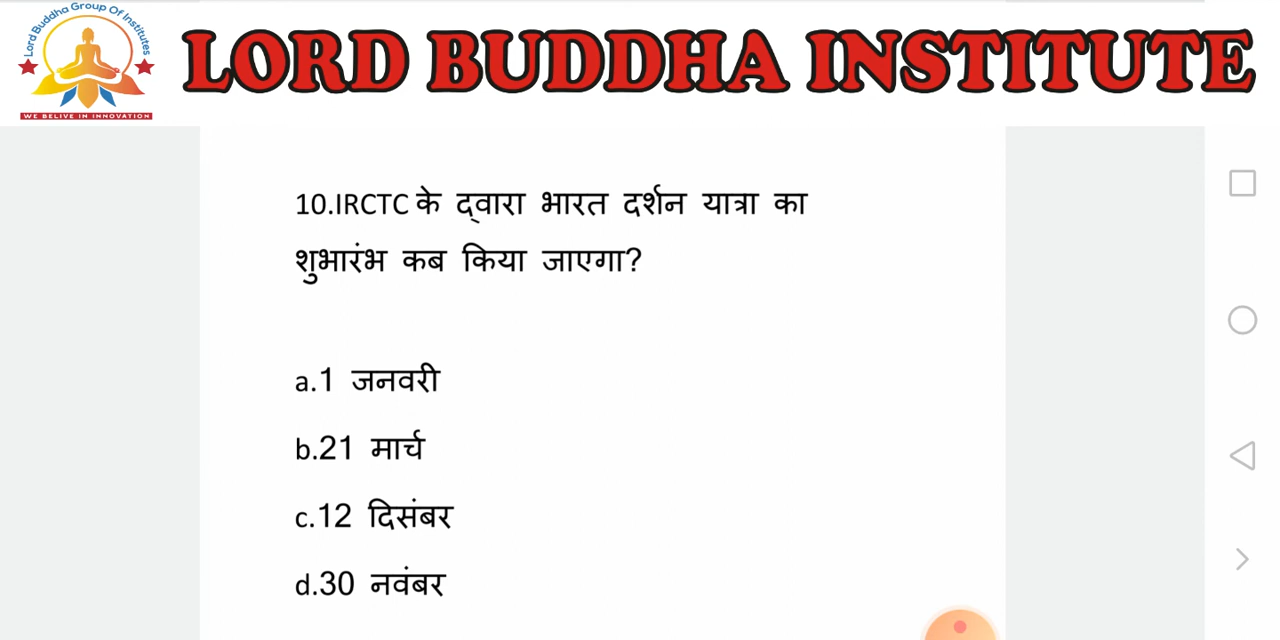 Lord Buddha Group Of Institutes
WE BELIVE IN INNOVATION
LORD BUDDHA INSTITUTE
10.IRCTC के द्वारा भारत दर्शन यात्रा का
शुभारंभ कब किया जाएगा?
a.1 जनवरी
b.21 मार्च
c.12 दिसंबर
d.30 नवंबर